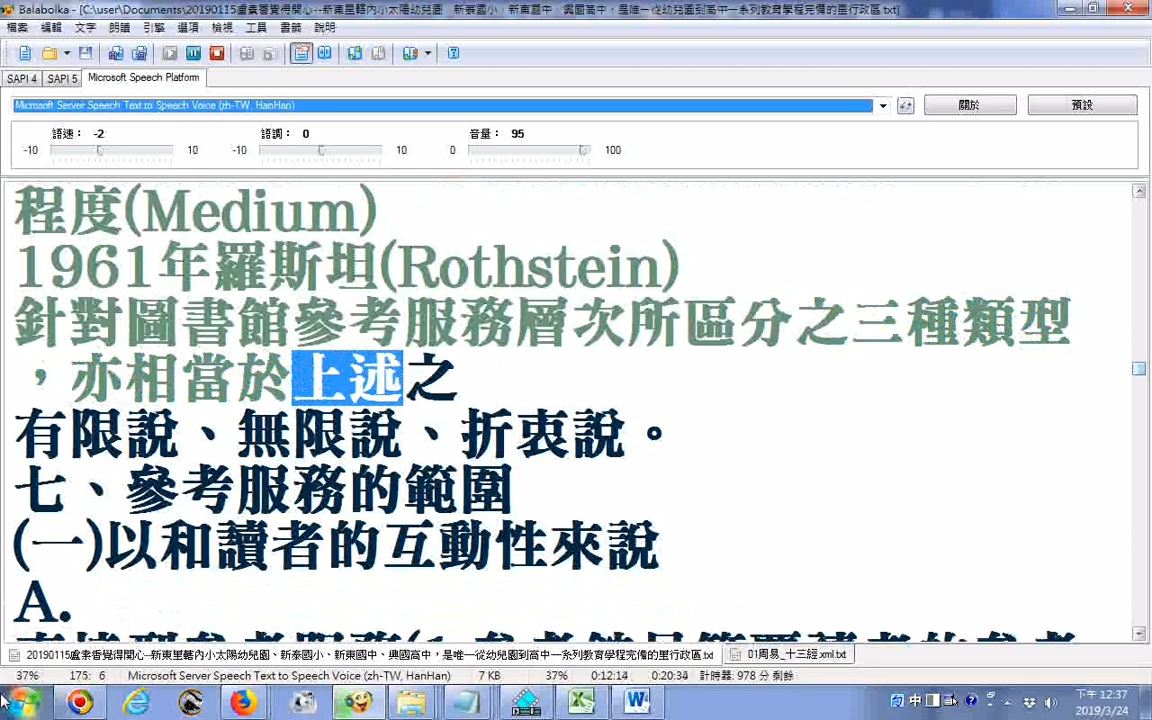 Balabolka - [C:\user\Documents\20190115盧素香覺得開心--新東里轄內小太陽幼兒園、新泰國小、新東國中、興國高中，是唯一從幼兒園到高中一系列教育學程完備的里行政區.txt]
檔案 編輯 文字 朗讀 引擎 選項 檢視 工具 書籤 說明
SAPI 4 SAPI 5 Microsoft Speech Platform
Microsoft Server Speech Text to Speech Voice (zh-TW, HanHan) 關於 預設
語速： -2 語調： 0 音量： 95
-10 10 -10 10 0 100
程度(Medium)
1961年羅斯坦(Rothstein)
針對圖書館參考服務層次所區分之三種類型
，亦相當於上述之
有限說、無限說、折衷說。
七、參考服務的範圍
(一)以和讀者的互動性來說
A.
20190115盧素香覺得開心--新東里轄內小太陽幼兒園、新泰國小、新東國中、興國高中，是唯一從幼兒園到高中一系列教育學程完備的里行政區.txt 01周易_十三經.xml.txt
37% 175: 6 Microsoft Server Speech Text to Speech Voice (zh-TW, HanHan) 7 KB 37% 0:12:14 0:20:34 計時器: 978 分 剩餘
中 下午 12:37
2019/3/24